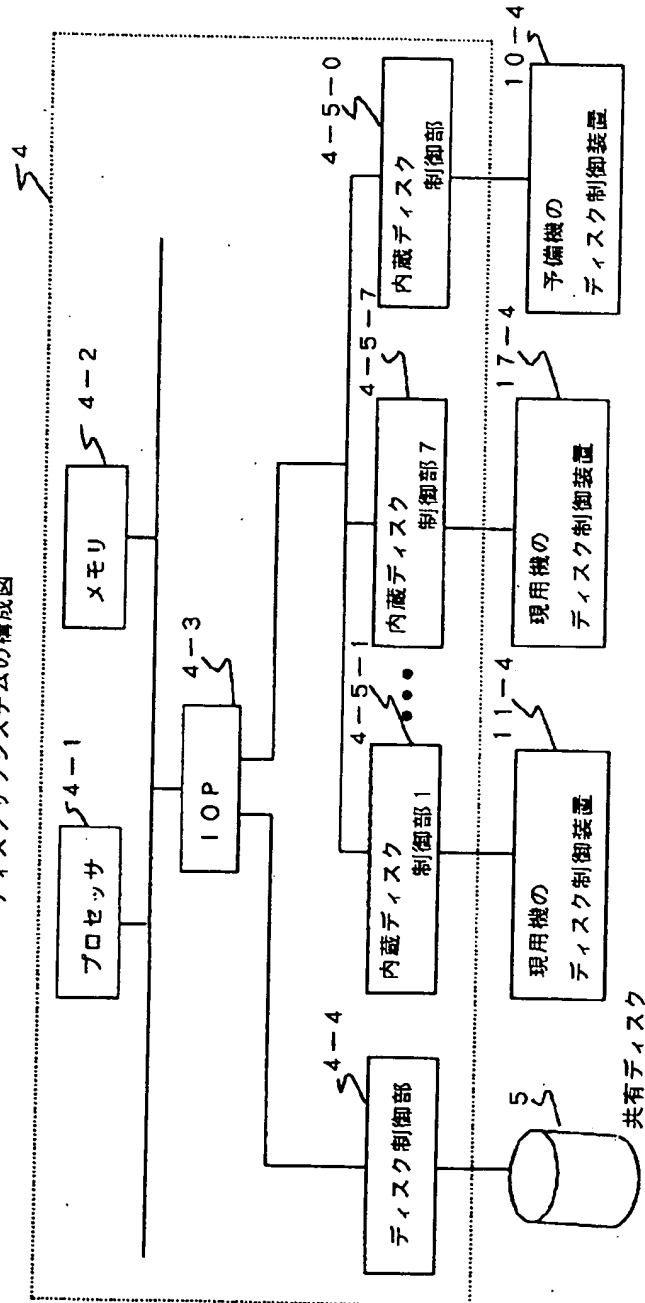 ディスクサブシステムの構成図
4
プロセッサ
4-1
メモリ
4-2
IOP
4-3
ディスク制御部
4-4
内蔵ディスク
制御部1
4-5-1
•••
内蔵ディスク
制御部7
4-5-7
内蔵ディスク
制御部
4-5-0
5
共有ディスク
現用機の
ディスク制御装置
11-4
現用機の
ディスク制御装置
17-4
予備機の
ディスク制御装置
10-4